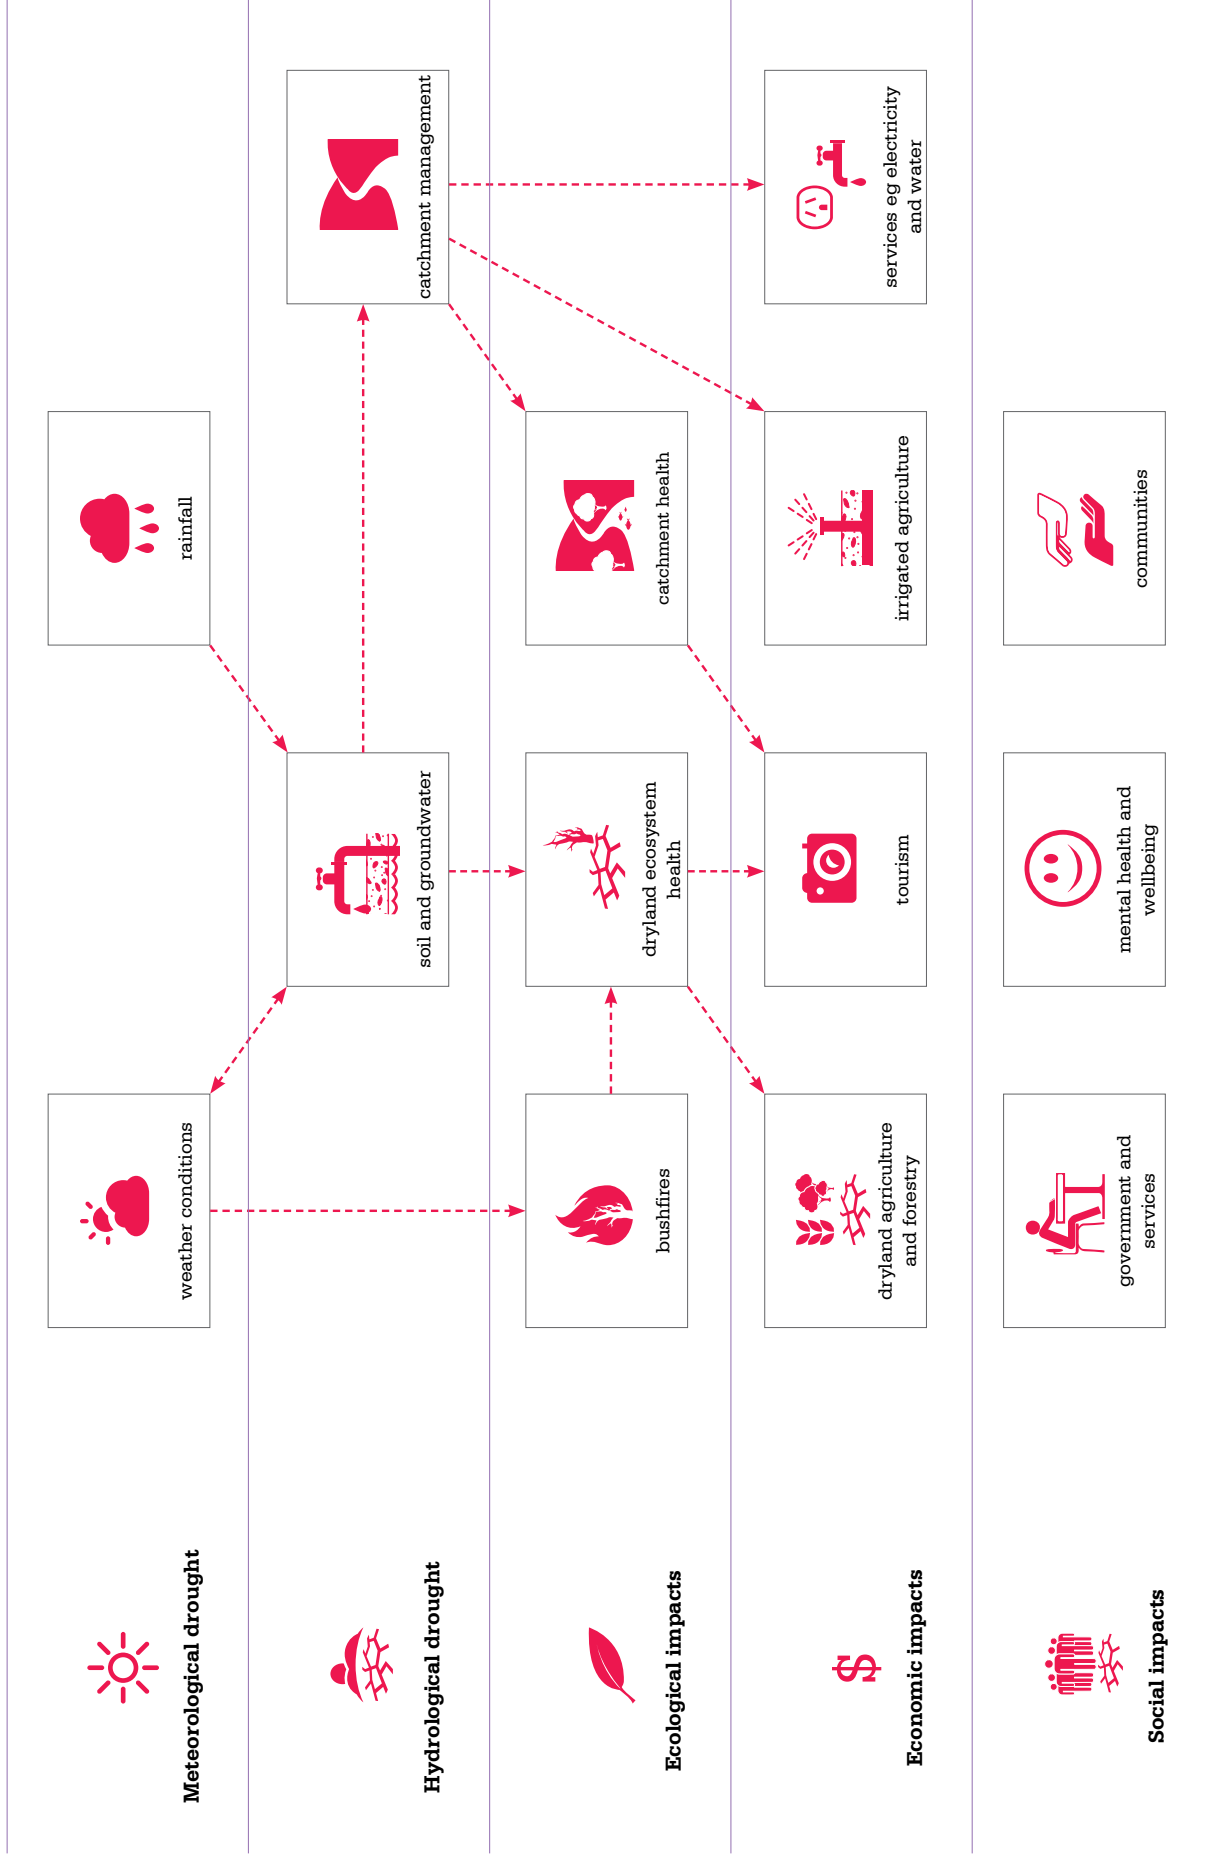 Meteorological drought
weather conditions
rainfall
Hydrological drought
soil and groundwater
catchment management
Ecological impacts
bushfires
dryland ecosystem
health
catchment health
Economic impacts
dryland agriculture
and forestry
tourism
irrigated agriculture
services eg electricity
and water
Social impacts
government and
services
mental health and
wellbeing
communities